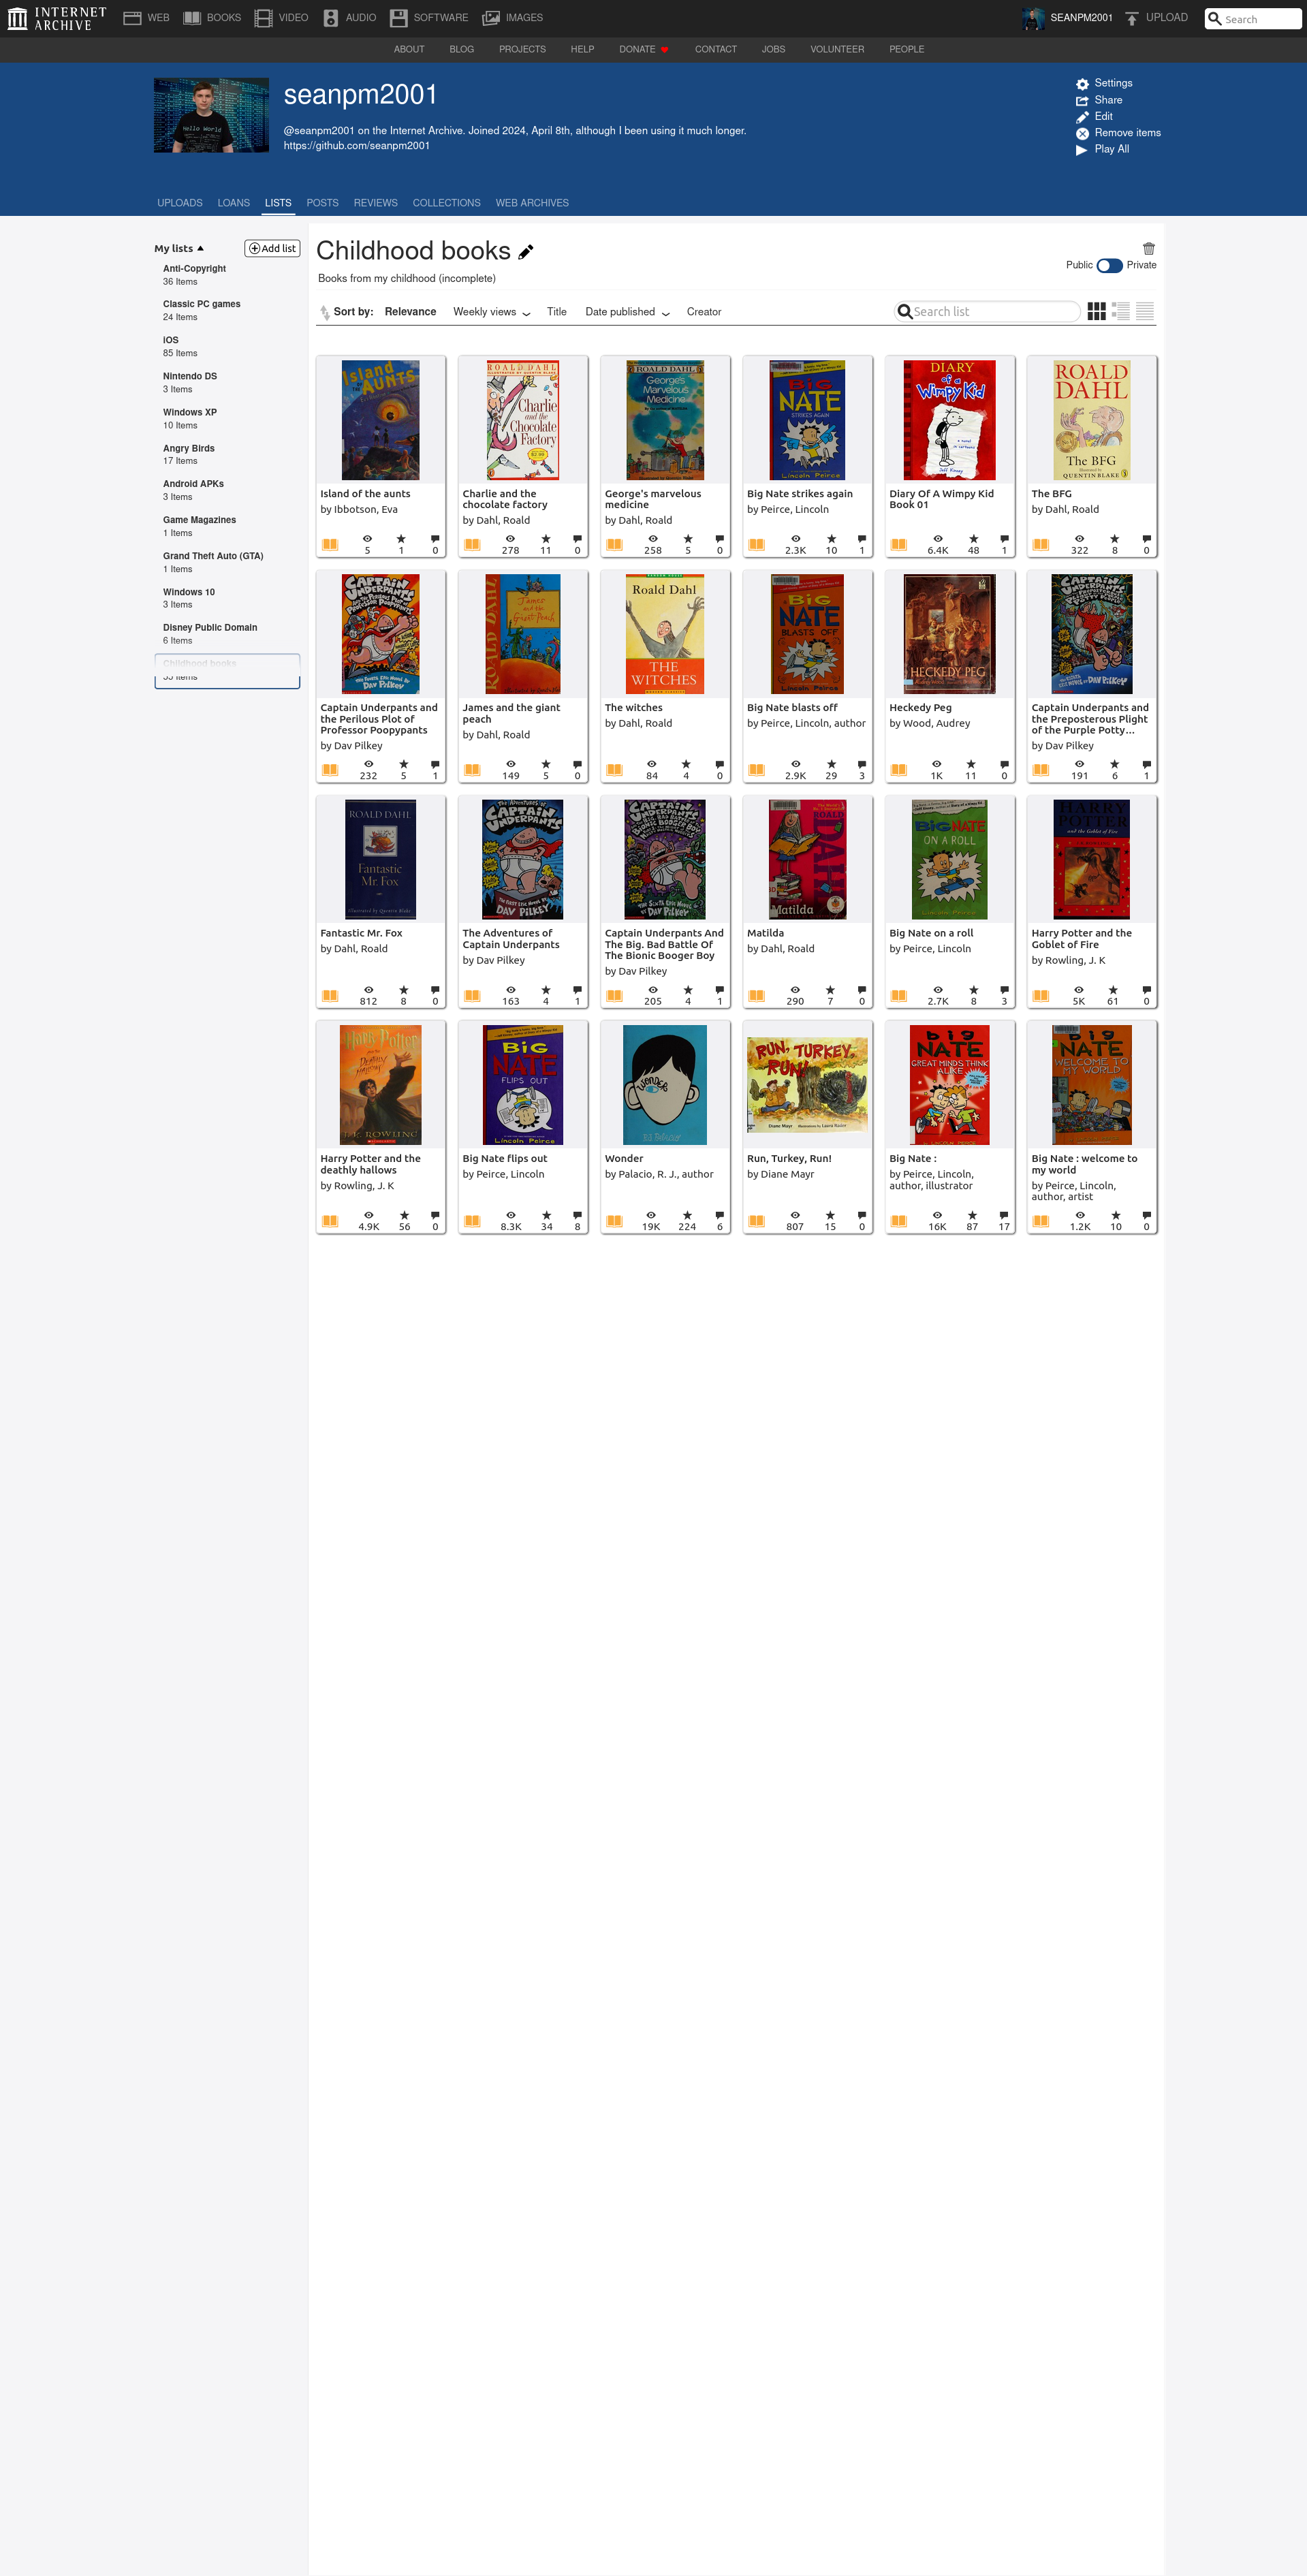 INTERNET ARCHIVE
WEB BOOKS VIDEO AUDIO SOFTWARE IMAGES
SEANPM2001 UPLOAD Search
ABOUT BLOG PROJECTS HELP DONATE CONTACT JOBS VOLUNTEER PEOPLE
Hello World
seanpm2001
@seanpm2001 on the Internet Archive. Joined 2024, April 8th, although I been using it much longer.
https://github.com/seanpm2001
Settings
Share
Edit
Remove items
Play All
UPLOADS LOANS LISTS POSTS REVIEWS COLLECTIONS WEB ARCHIVES
My lists Add list
Anti-Copyright
36 Items
Classic PC games
24 Items
iOS
85 Items
Nintendo DS
3 Items
Windows XP
10 Items
Angry Birds
17 Items
Android APKs
3 Items
Game Magazines
1 Items
Grand Theft Auto (GTA)
1 Items
Windows 10
3 Items
Disney Public Domain
6 Items
Childhood books
Items
Childhood books
Public Private
Books from my childhood (incomplete)
Sort by: Relevance Weekly views Title Date published Creator
Search list
Island of the aunts
by Ibbotson, Eva
5 1 0
Charlie and the
chocolate factory
by Dahl, Roald
278 11 0
George's marvelous
medicine
by Dahl, Roald
258 5 0
Big Nate strikes again
by Peirce, Lincoln
2.3K 10 1
Diary Of A Wimpy Kid
Book 01
6.4K 48 1
The BFG
by Dahl, Roald
322 8 0
Captain Underpants and
the Perilous Plot of
Professor Poopypants
by Dav Pilkey
232 5 1
James and the giant
peach
by Dahl, Roald
149 5 0
The witches
by Dahl, Roald
84 4 0
Big Nate blasts off
by Peirce, Lincoln, author
2.9K 29 3
Heckedy Peg
by Wood, Audrey
1K 11 0
Captain Underpants and
the Preposterous Plight
of the Purple Potty…
by Dav Pilkey
191 6 1
Fantastic Mr. Fox
by Dahl, Roald
812 8 0
The Adventures of
Captain Underpants
by Dav Pilkey
163 4 1
Captain Underpants And
The Big. Bad Battle Of
The Bionic Booger Boy
by Dav Pilkey
205 4 1
Matilda
by Dahl, Roald
290 7 0
Big Nate on a roll
by Peirce, Lincoln
2.7K 8 3
Harry Potter and the
Goblet of Fire
by Rowling, J. K
5K 61 0
Harry Potter and the
deathly hallows
by Rowling, J. K
4.9K 56 0
Big Nate flips out
by Peirce, Lincoln
8.3K 34 8
Wonder
by Palacio, R. J., author
19K 224 6
Run, Turkey, Run!
by Diane Mayr
807 15 0
Big Nate :
by Peirce, Lincoln,
author, illustrator
16K 87 17
Big Nate : welcome to
my world
by Peirce, Lincoln,
author, artist
1.2K 10 0